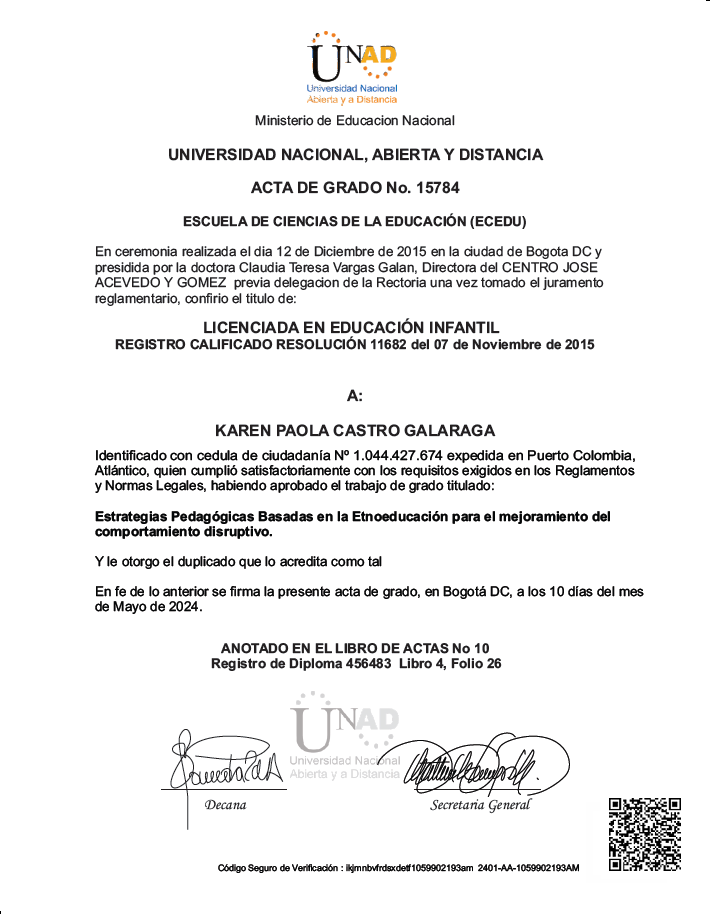 UNAD
Universidad Nacional
Abierta y a Distancia
Ministerio de Educacion Nacional
UNIVERSIDAD NACIONAL, ABIERTA Y DISTANCIA
ACTA DE GRADO No. 15784
ESCUELA DE CIENCIAS DE LA EDUCACIÓN (ECEDU)
En ceremonia realizada el dia 12 de Diciembre de 2015 en la ciudad de Bogota DC y
presidida por la doctora Claudia Teresa Vargas Galan, Directora del CENTRO JOSE
ACEVEDO Y GOMEZ previa delegacion de la Rectoria una vez tomado el juramento
reglamentario, confirio el titulo de:
LICENCIADA EN EDUCACIÓN INFANTIL
REGISTRO CALIFICADO RESOLUCIÓN 11682 del 07 de Noviembre de 2015
A:
KAREN PAOLA CASTRO GALARAGA
Identificado con cedula de ciudadanía Nº 1.044.427.674 expedida en Puerto Colombia,
Atlántico, quien cumplió satisfactoriamente con los requisitos exigidos en los Reglamentos
y Normas Legales, habiendo aprobado el trabajo de grado titulado:
Estrategias Pedagógicas Basadas en la Etnoeducación para el mejoramiento del
comportamiento disruptivo.
Y le otorgo el duplicado que lo acredita como tal
En fe de lo anterior se firma la presente acta de grado, en Bogotá DC, a los 10 días del mes
de Mayo de 2024.
ANOTADO EN EL LIBRO DE ACTAS No 10
Registro de Diploma 456483 Libro 4, Folio 26
UNAD
Universidad Nacional
Abierta y a Distancia
Decana
Secretaria General
Código Seguro de Verificación : ikjmnbvfrdsxdetf1059902193am 2401-AA-1059902193AM